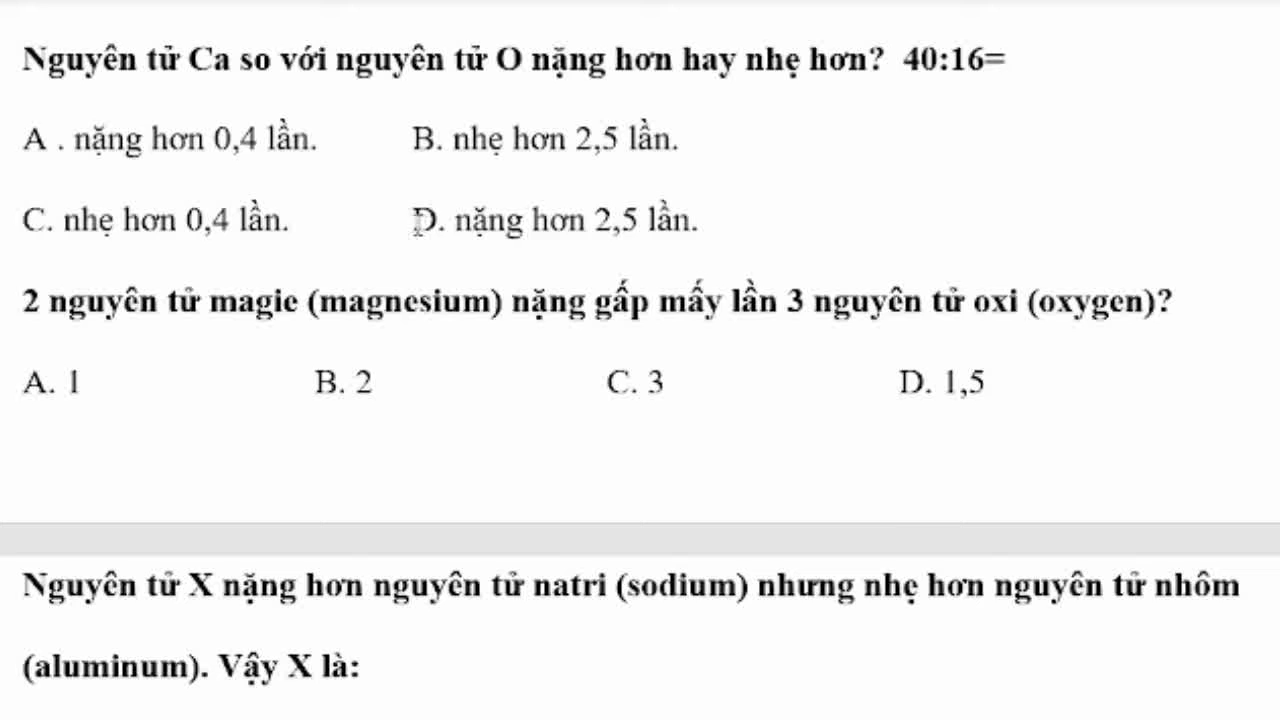 Nguyên tử Ca so với nguyên tử O nặng hơn hay nhẹ hơn? 40:16=
A . nặng hơn 0,4 lần. B. nhẹ hơn 2,5 lần.
C. nhẹ hơn 0,4 lần. D. nặng hơn 2,5 lần.
2 nguyên tử magie (magnesium) nặng gấp mấy lần 3 nguyên tử oxi (oxygen)?
A. 1 B. 2 C. 3 D. 1,5
Nguyên tử X nặng hơn nguyên tử natri (sodium) nhưng nhẹ hơn nguyên tử nhôm
(aluminum). Vậy X là: